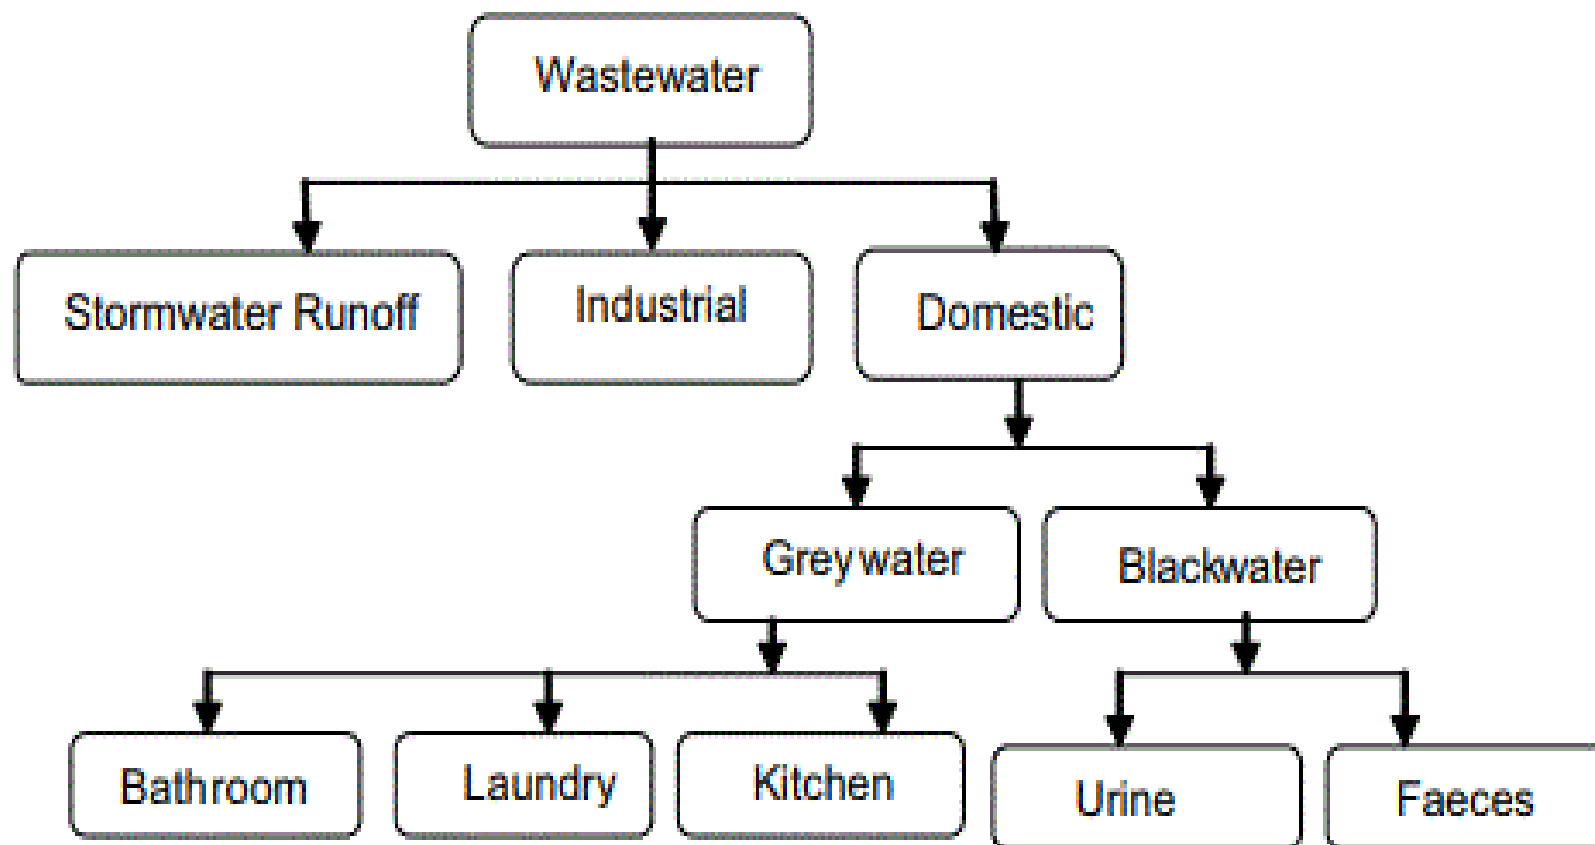 Wastewater
Stormwater Runoff
Industrial
Domestic
Greywater
Blackwater
Bathroom
Laundry
Kitchen
Urine
Faeces